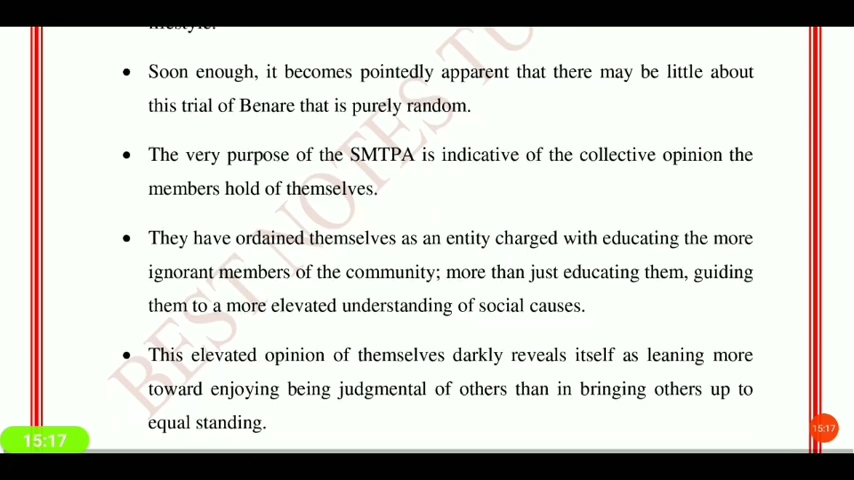 lifestyle.
• Soon enough, it becomes pointedly apparent that there may be little about
this trial of Benare that is purely random.
• The very purpose of the SMTPA is indicative of the collective opinion the
members hold of themselves.
• They have ordained themselves as an entity charged with educating the more
ignorant members of the community; more than just educating them, guiding
them to a more elevated understanding of social causes.
• This elevated opinion of themselves darkly reveals itself as leaning more
toward enjoying being judgmental of others than in bringing others up to
equal standing.
BEST NOTES TU
15:17
15:17